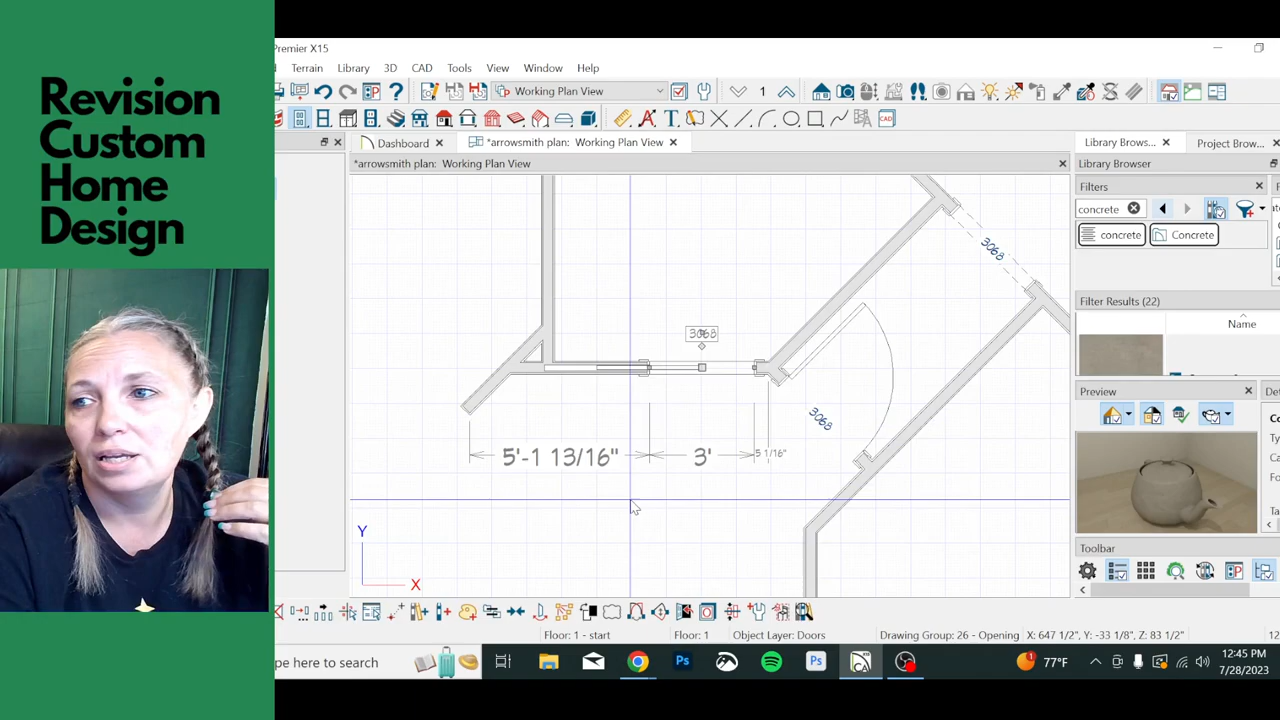 Revision
Custom
Home
Design
Premier X15
Terrain Library 3D CAD Tools View Window Help
Working Plan View 1
Dashboard *arrowsmith plan: Working Plan View Library Brows... Project Brow...
*arrowsmith plan: Working Plan View Library Browser
Filters
concrete
concrete Concrete
Filter Results (22)
Name
Preview
Toolbar
3068
3068
3068
5'-1 13/16" 3' 5 1/16"
Y
X
Floor: 1 - start Floor: 1 Object Layer: Doors Drawing Group: 26 - Opening X: 647 1/2", Y: -33 1/8", Z: 83 1/2"
here to search
77°F
12:45 PM
7/28/2023